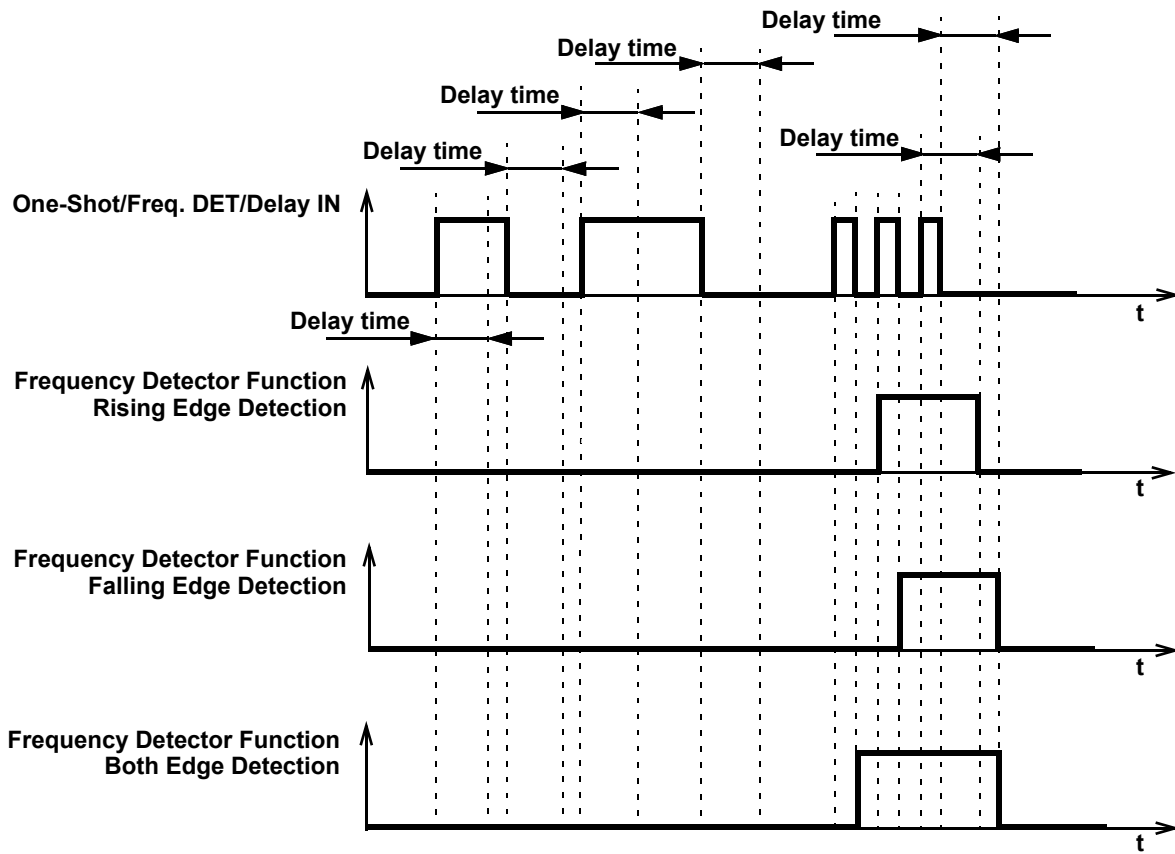 Delay time
Delay time
Delay time
Delay time
Delay time
One-Shot/Freq. DET/Delay IN
t
Delay time
Frequency Detector Function
Rising Edge Detection
t
Frequency Detector Function
Falling Edge Detection
t
Frequency Detector Function
Both Edge Detection
t